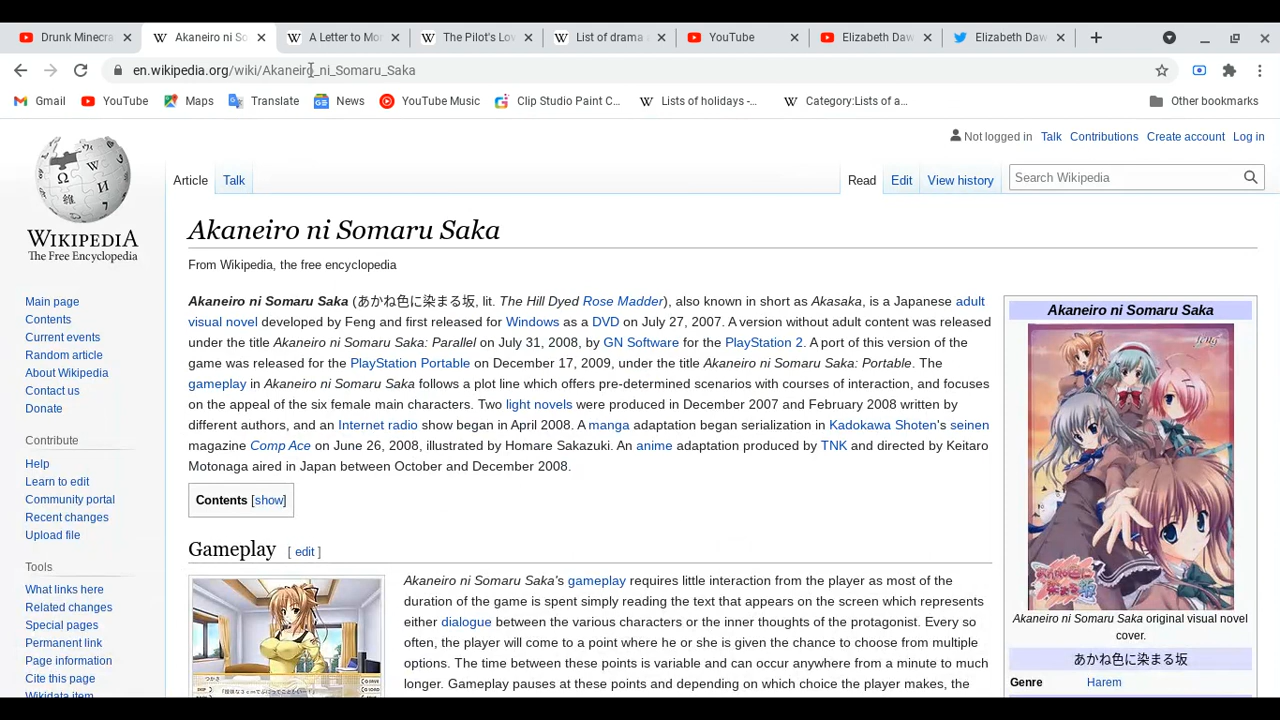 Drunk Minecra
Akaneiro ni So
A Letter to Mo
The Pilot's Lov
List of drama
YouTube
Elizabeth Daw
Elizabeth Daw
en.wikipedia.org/wiki/Akaneiro_ni_Somaru_Saka
Gmail
YouTube
Maps
Translate
News
YouTube Music
Clip Studio Paint C...
Lists of holidays -...
Category:Lists of a...
Other bookmarks
Not logged in Talk Contributions Create account Log in
Article Talk
Read Edit View history
Search Wikipedia
WIKIPEDIA
The Free Encyclopedia
Main page
Contents
Current events
Random article
About Wikipedia
Contact us
Donate
Contribute
Help
Learn to edit
Community portal
Recent changes
Upload file
Tools
What links here
Related changes
Special pages
Permanent link
Page information
Cite this page
Wikidata item
Akaneiro ni Somaru Saka
From Wikipedia, the free encyclopedia
Akaneiro ni Somaru Saka (あかね色に染まる坂, lit. The Hill Dyed Rose Madder), also known in short as Akasaka, is a Japanese adult
visual novel developed by Feng and first released for Windows as a DVD on July 27, 2007. A version without adult content was released
under the title Akaneiro ni Somaru Saka: Parallel on July 31, 2008, by GN Software for the PlayStation 2. A port of this version of the
game was released for the PlayStation Portable on December 17, 2009, under the title Akaneiro ni Somaru Saka: Portable. The
gameplay in Akaneiro ni Somaru Saka follows a plot line which offers pre-determined scenarios with courses of interaction, and focuses
on the appeal of the six female main characters. Two light novels were produced in December 2007 and February 2008 written by
different authors, and an Internet radio show began in April 2008. A manga adaptation began serialization in Kadokawa Shoten's seinen
magazine Comp Ace on June 26, 2008, illustrated by Homare Sakazuki. An anime adaptation produced by TNK and directed by Keitaro
Motonaga aired in Japan between October and December 2008.
Contents [show]
Gameplay [ edit ]
Akaneiro ni Somaru Saka's gameplay requires little interaction from the player as most of the
duration of the game is spent simply reading the text that appears on the screen which represents
either dialogue between the various characters or the inner thoughts of the protagonist. Every so
often, the player will come to a point where he or she is given the chance to choose from multiple
options. The time between these points is variable and can occur anywhere from a minute to much
longer. Gameplay pauses at these points and depending on which choice the player makes, the
Akaneiro ni Somaru Saka
Akaneiro ni Somaru Saka original visual novel
cover.
あかね色に染まる坂
Genre Harem